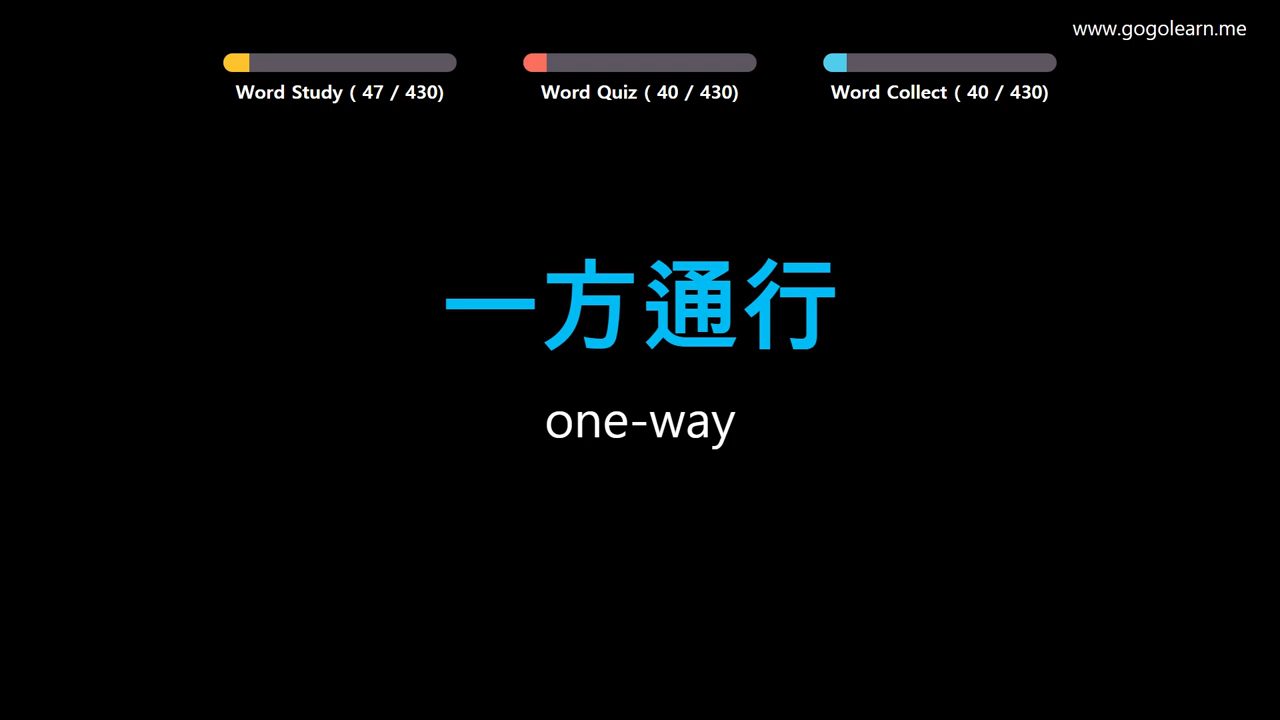 www.gogolearn.me
Word Study ( 47 / 430)
Word Quiz ( 40 / 430)
Word Collect ( 40 / 430)
一方通行
one-way